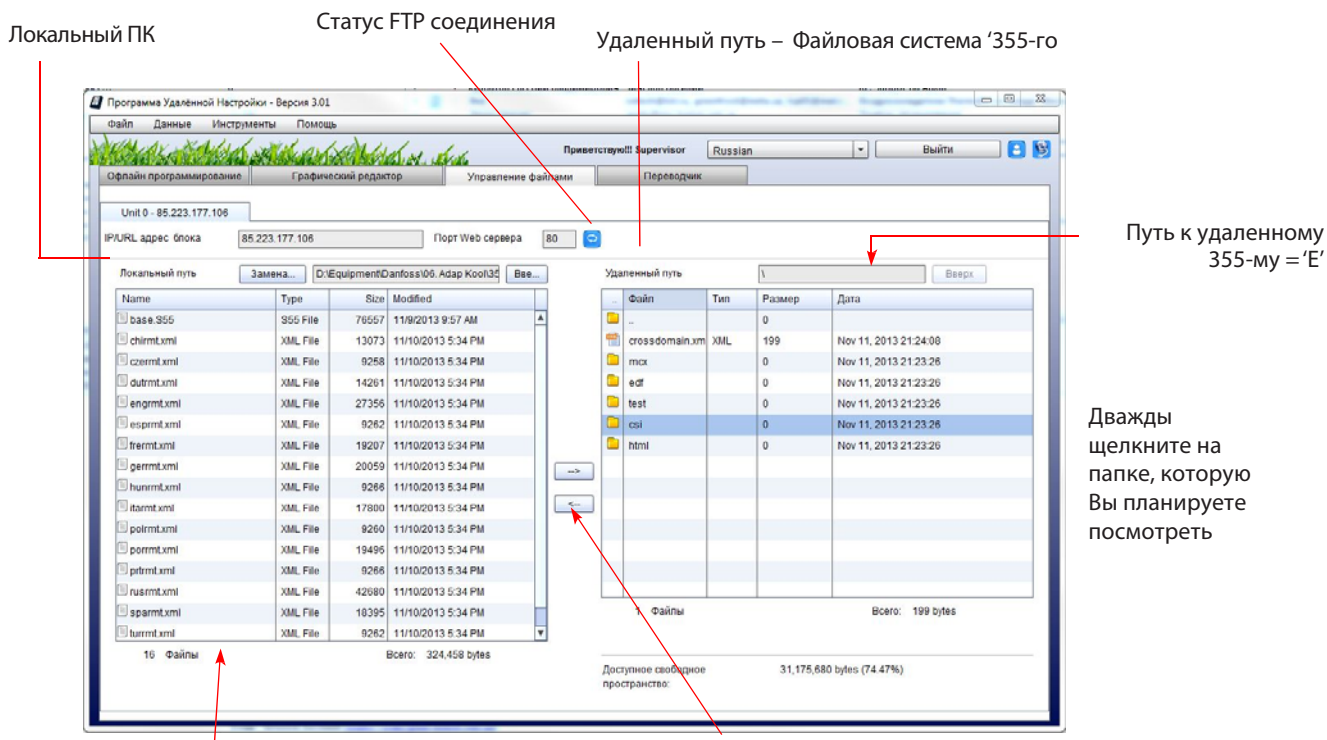 Локальный ПК
Статус FTP соединения
Удаленный путь – Файловая система ‘355-го
Программа Удалённой Настройки - Версия 3.01
Файл Данные Инструменты Помощь
Приветствую!!! Supervisor Russian Выйти
Офлайн программирование Графический редактор Управление файлами Переводчик
Unit 0 - 85.223.177.106
IP/URL адрес блока 85.223.177.106 Порт Web сервера 80
Локальный путь Замена... D:\Equipment\Danfoss\06. Adap Kool\35 Вве...
Удаленный путь \ Вверх
Name Type Size Modified
base.S55 S55 File 76557 11/9/2013 9:57 AM
chirmt.xml XML File 13073 11/10/2013 5:34 PM
czermt.xml XML File 9258 11/10/2013 5:34 PM
dutrmt.xml XML File 14261 11/10/2013 5:34 PM
engrmt.xml XML File 27356 11/10/2013 5:34 PM
esprmt.xml XML File 9262 11/10/2013 5:34 PM
frermt.xml XML File 19207 11/10/2013 5:34 PM
gerrmt.xml XML File 20059 11/10/2013 5:34 PM
hunrmt.xml XML File 9266 11/10/2013 5:34 PM
itarmt.xml XML File 17800 11/10/2013 5:34 PM
polrmt.xml XML File 9260 11/10/2013 5:34 PM
porrmt.xml XML File 19496 11/10/2013 5:34 PM
prtrmt.xml XML File 9266 11/10/2013 5:34 PM
rusrmt.xml XML File 42680 11/10/2013 5:34 PM
sparmt.xml XML File 18395 11/10/2013 5:34 PM
turrmt.xml XML File 9262 11/10/2013 5:34 PM
16 Файлы Всего: 324,458 bytes
-->
<--
.. Файл Тип Размер Дата
.. 0
crossdomain.xm XML 199 Nov 11, 2013 21:24:08
mcx 0 Nov 11, 2013 21:23:26
edf 0 Nov 11, 2013 21:23:26
test 0 Nov 11, 2013 21:23:26
csi 0 Nov 11, 2013 21:23:26
html 0 Nov 11, 2013 21:23:26
1 Файлы Всего: 199 bytes
Доступное свободное 31,175,680 bytes (74.47%)
пространство:
Путь к удаленному
355-му = ‘E’
Дважды
щелкните на
папке, которую
Вы планируете
посмотреть